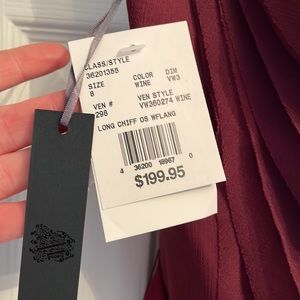 CLASS/STYLE
36201355
SIZE COLOR DIM
8 WINE VW3
VEN # VEN STYLE
298 VW360274 WINE
LONG CHIFF OS WFLANG
4 36200 18967 0
$199.95